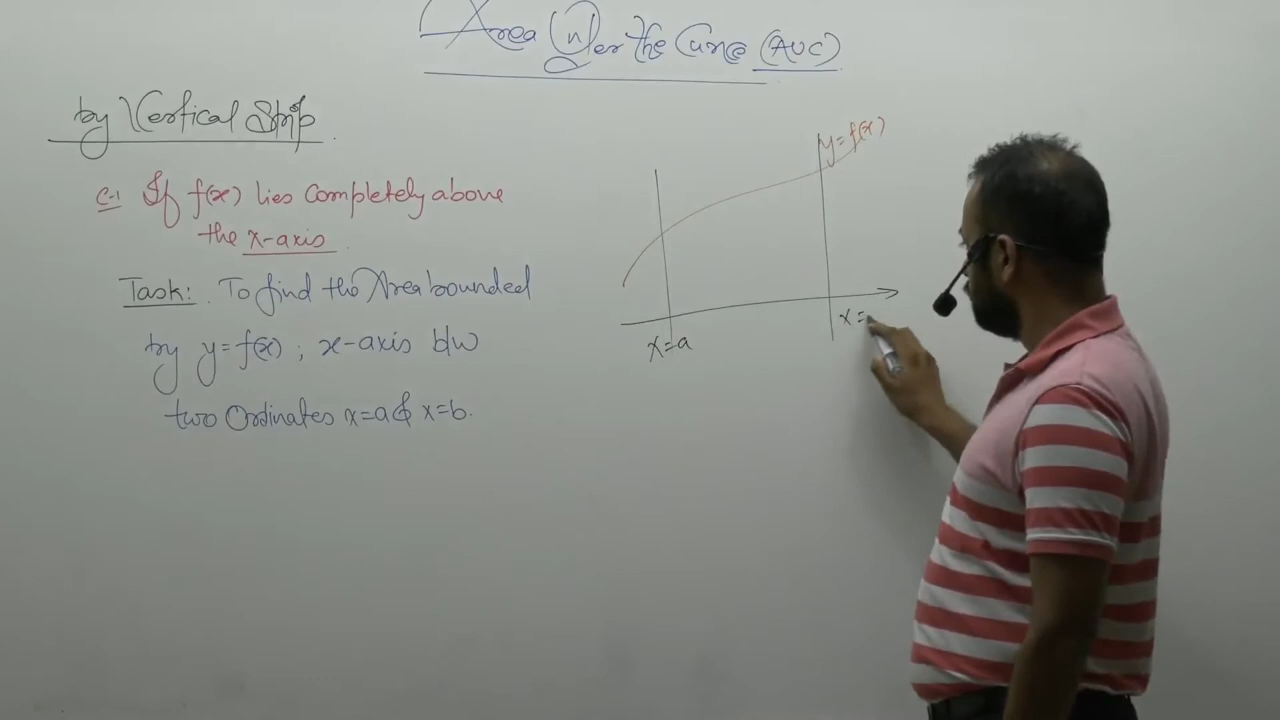 Area Under the Curve (AUC)
by Vertical Strip
C-1 If f(x) lies Completely above
the x-axis
Task: To find the Area bounded
by y=f(x) ; x-axis b/w
two Ordinates x=a & x=b.
y=f(x)
x=a
x=